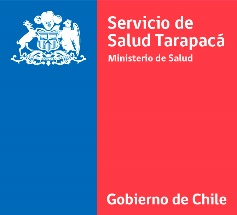 Servicio de
Salud Tarapacá
Ministerio de Salud
Gobierno de Chile